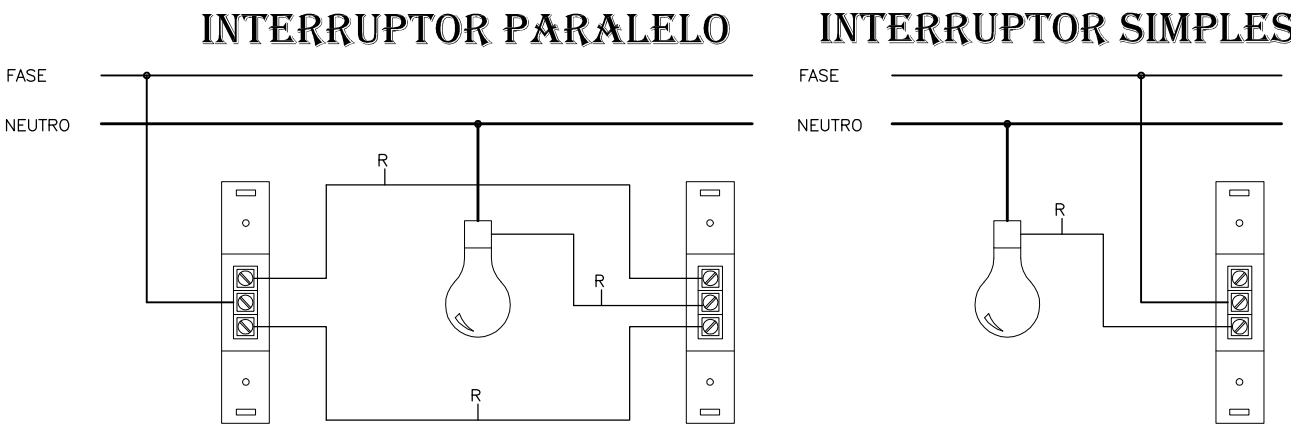 INTERRUPTOR PARALELO
FASE
NEUTRO
R
R
R
INTERRUPTOR SIMPLES
FASE
NEUTRO
R